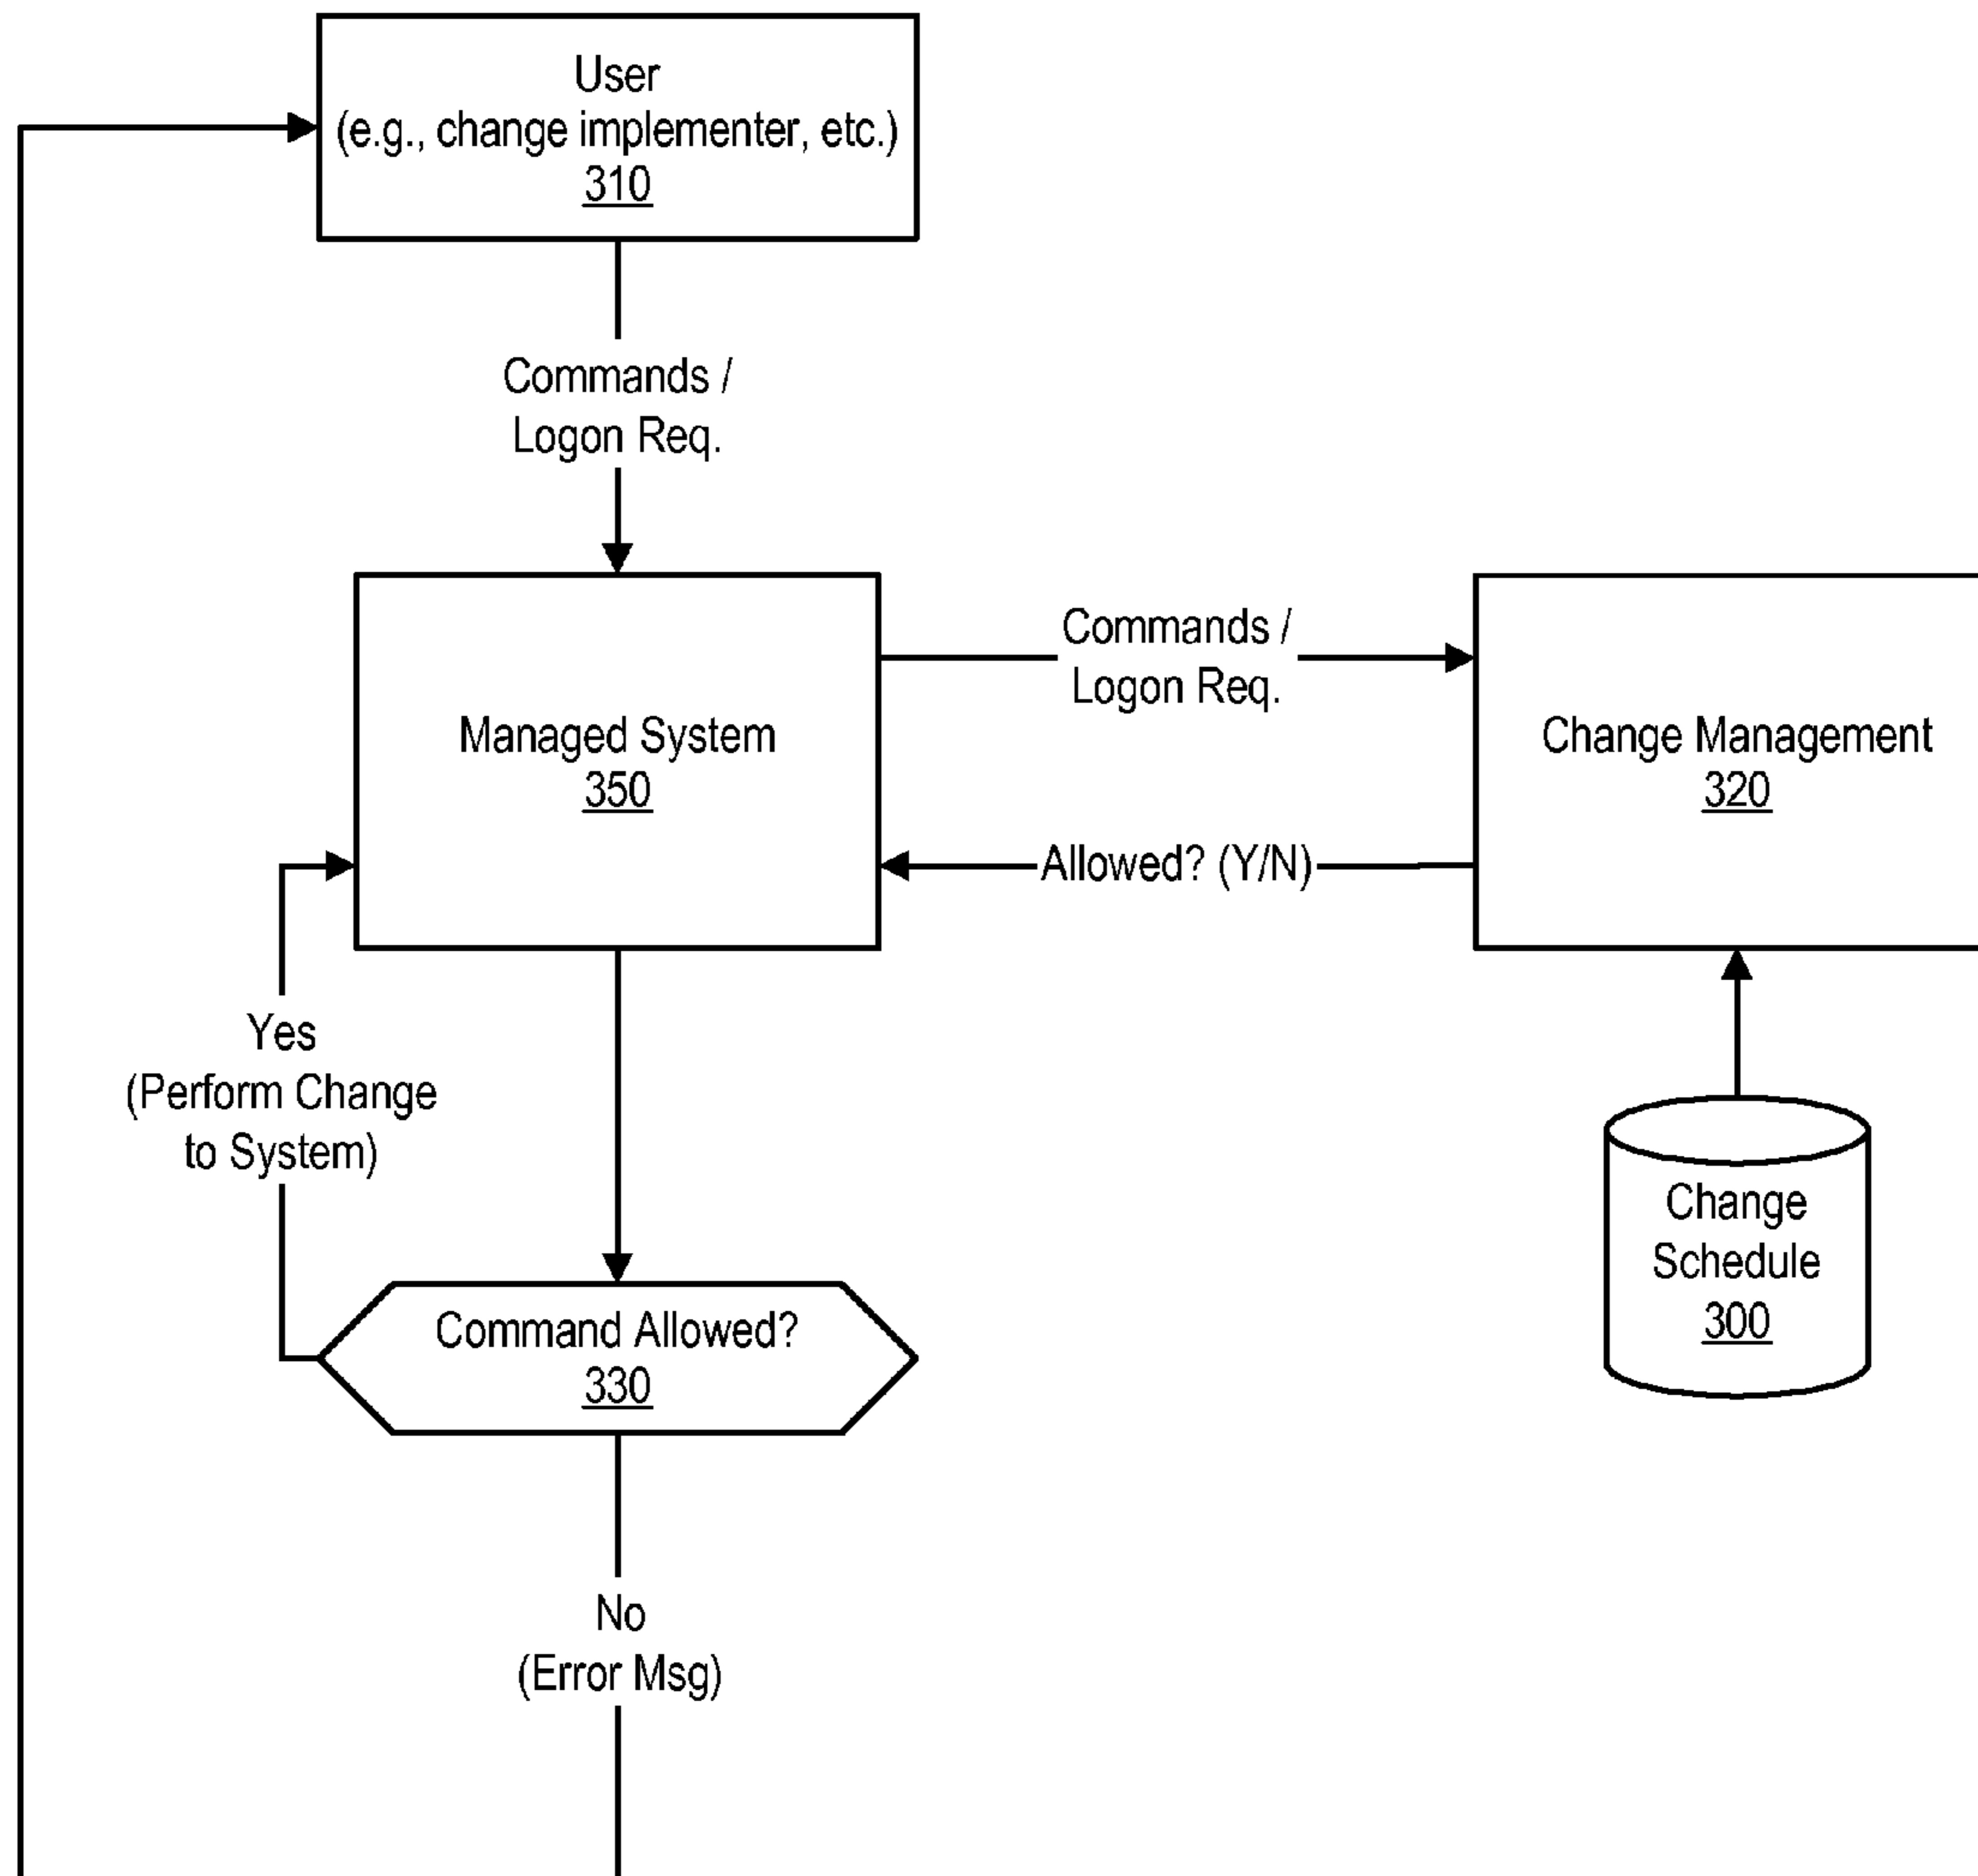 User
(e.g., change implementer, etc.)
310
Commands /
Logon Req.
Commands /
Logon Req.
Managed System
350
Change Management
320
Allowed? (Y/N)
Yes
(Perform Change
to System)
Change
Schedule
300
Command Allowed?
330
No
(Error Msg)